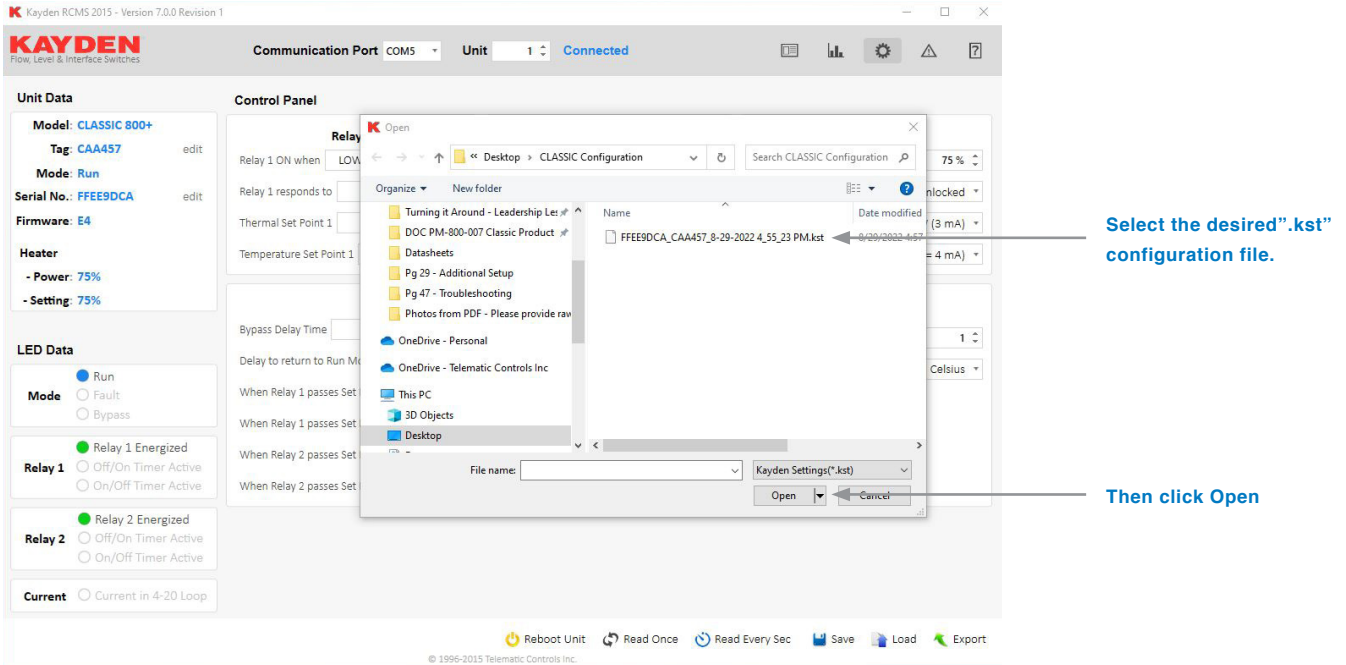 Kayden RCMS 2015 - Version 7.0.0 Revision 1
KAYDEN
Flow, Level & Interface Switches
Communication Port COM5 Unit 1 Connected
Unit Data
Model: CLASSIC 800+
Tag: CAA457 edit
Mode: Run
Serial No.: FFEE9DCA edit
Firmware: E4
Heater
- Power: 75%
- Setting: 75%
LED Data
Mode
Run
Fault
Bypass
Relay 1
Relay 1 Energized
Off/On Timer Active
On/Off Timer Active
Relay 2
Relay 2 Energized
Off/On Timer Active
On/Off Timer Active
Current Current in 4-20 Loop
Control Panel
Relay
Relay 1 ON when LOW
Relay 1 responds to
Thermal Set Point 1
Temperature Set Point 1
Bypass Delay Time
Delay to return to Run
When Relay 1 passes Set
When Relay 1 passes Set
When Relay 2 passes Set
When Relay 2 passes Set
75 %
nlocked
(3 mA)
= 4 mA)
1
Celsius
Open
« Desktop › CLASSIC Configuration
Search CLASSIC Configuration
Organize New folder
Turning it Around - Leadership
DOC PM-800-007 Classic Product
Datasheets
Pg 29 - Additional Setup
Pg 47 - Troubleshooting
Photos from PDF - Please provide raw
OneDrive - Personal
OneDrive - Telematic Controls Inc
This PC
3D Objects
Desktop
Name Date modified
FFEE9DCA_CAA457_8-29-2022 4_55_23 PM.kst 8/29/2022 4:57
File name: Kayden Settings(*.kst)
Open Cancel
Select the desired”.kst”
configuration file.
Then click Open
Reboot Unit Read Once Read Every Sec Save Load Export
© 1996-2015 Telematic Controls Inc.